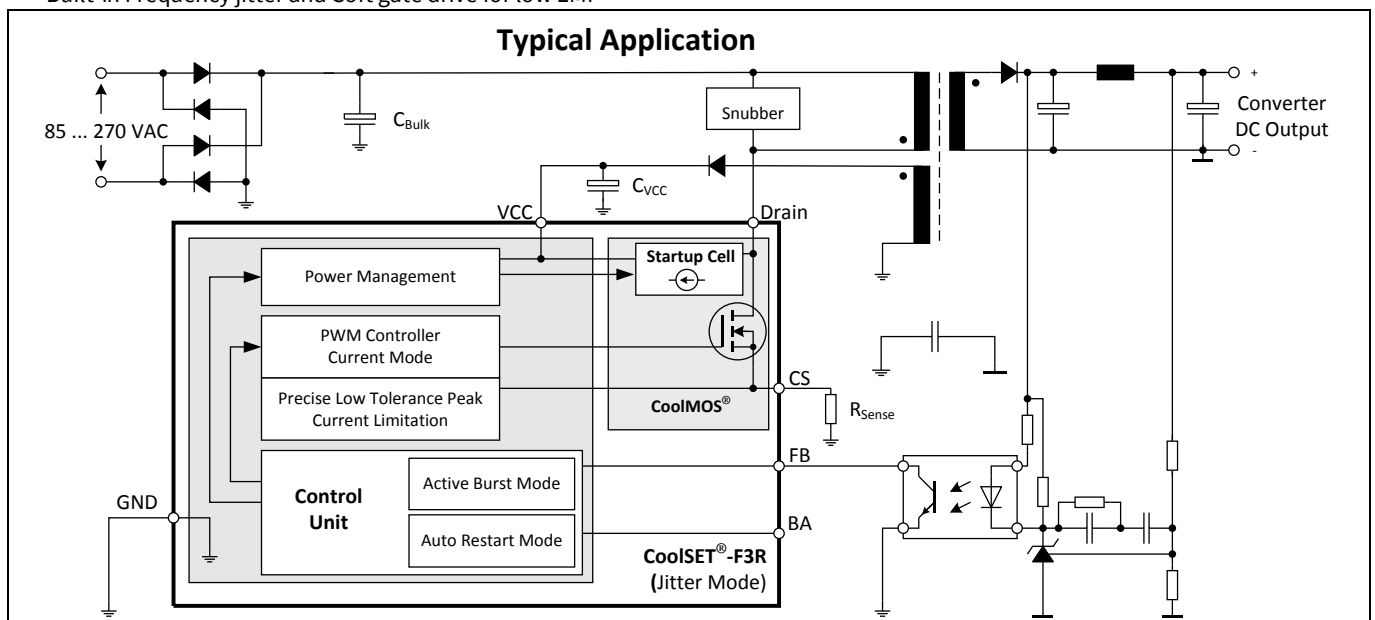 Built-in Frequency jitter and Soft gate drive for low EMI
Typical Application
85 ... 270 VAC
CBulk
Snubber
+
Converter
DC Output
-
CVCC
VCC
Drain
Power Management
Startup Cell
PWM Controller
Current Mode
Precise Low Tolerance Peak
Current Limitation
CoolMOS®
CS
RSense
FB
Control
Unit
Active Burst Mode
GND
BA
Auto Restart Mode
CoolSET®-F3R
(Jitter Mode)